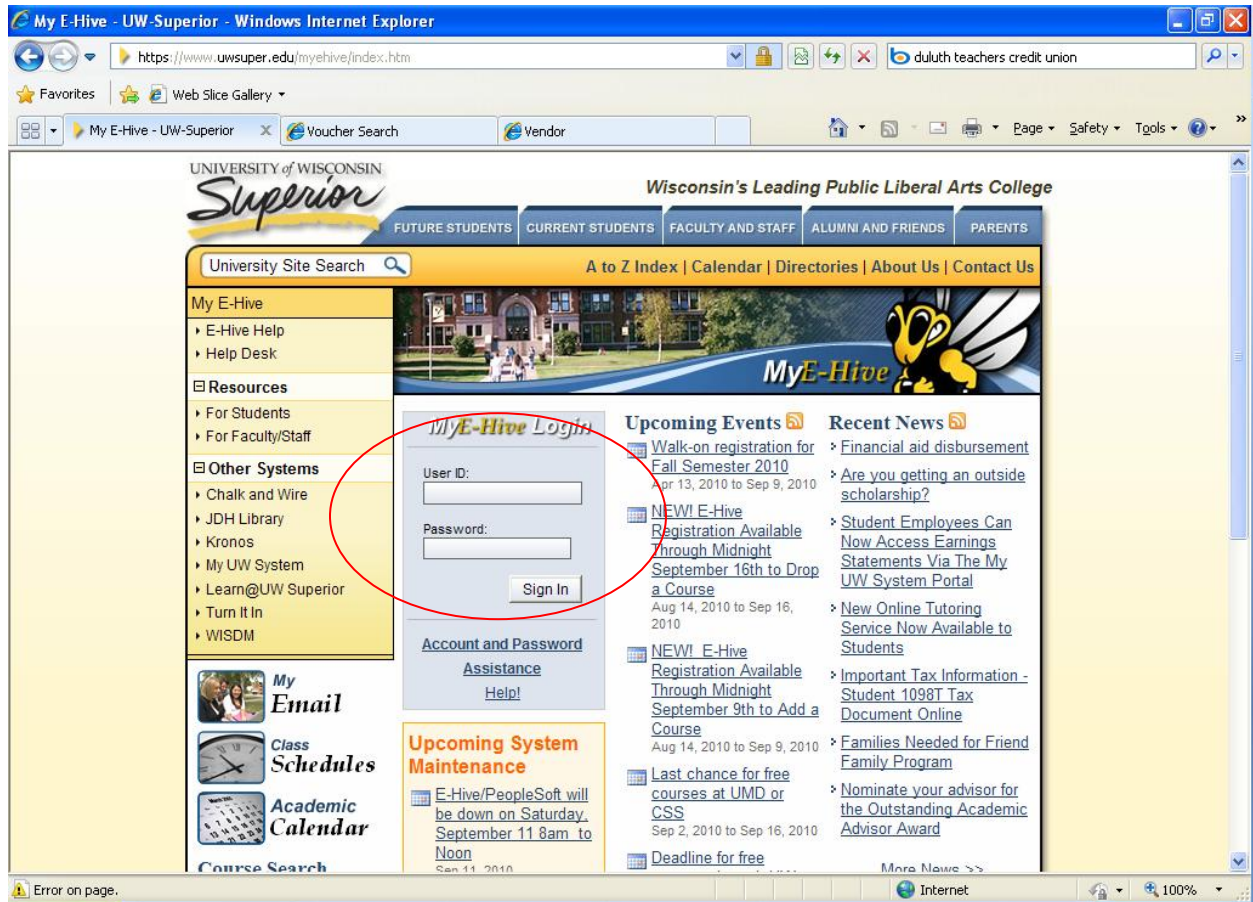 My E-Hive - UW-Superior - Windows Internet Explorer
https://www.uwsuper.edu/myehive/index.htm
duluth teachers credit union
Favorites
Web Slice Gallery
My E-Hive - UW-Superior
X
Voucher Search
Vendor
Page
Safety
Tools
»
UNIVERSITY of WISCONSIN
Superior
Wisconsin's Leading Public Liberal Arts College
FUTURE STUDENTS
CURRENT STUDENTS
FACULTY AND STAFF
ALUMNI AND FRIENDS
PARENTS
University Site Search
A to Z Index | Calendar | Directories | About Us | Contact Us
My E-Hive
E-Hive Help
Help Desk
Resources
For Students
For Faculty/Staff
Other Systems
Chalk and Wire
JDH Library
Kronos
My UW System
Learn@UW Superior
Turn It In
WISDM
My
Email
Class
Schedules
Academic
Calendar
Course Search
MyE-Hive
MyE-Hive Login
User ID:
Password:
Sign In
Account and Password
Assistance
Help!
Upcoming System
Maintenance
E-Hive/PeopleSoft will
be down on Saturday,
September 11 8am to
Noon
Sep 11, 2010
Upcoming Events
Walk-on registration for
Fall Semester 2010
Apr 13, 2010 to Sep 9, 2010
NEW! E-Hive
Registration Available
Through Midnight
September 16th to Drop
a Course
Aug 14, 2010 to Sep 16,
2010
NEW! E-Hive
Registration Available
Through Midnight
September 9th to Add a
Course
Aug 14, 2010 to Sep 9, 2010
Last chance for free
courses at UMD or
CSS
Sep 2, 2010 to Sep 16, 2010
Deadline for free
Recent News
Financial aid disbursement
Are you getting an outside
scholarship?
Student Employees Can
Now Access Earnings
Statements Via The My
UW System Portal
New Online Tutoring
Service Now Available to
Students
Important Tax Information -
Student 1098T Tax
Document Online
Families Needed for Friend
Family Program
Nominate your advisor for
the Outstanding Academic
Advisor Award
More News >>
Error on page.
Internet
100%